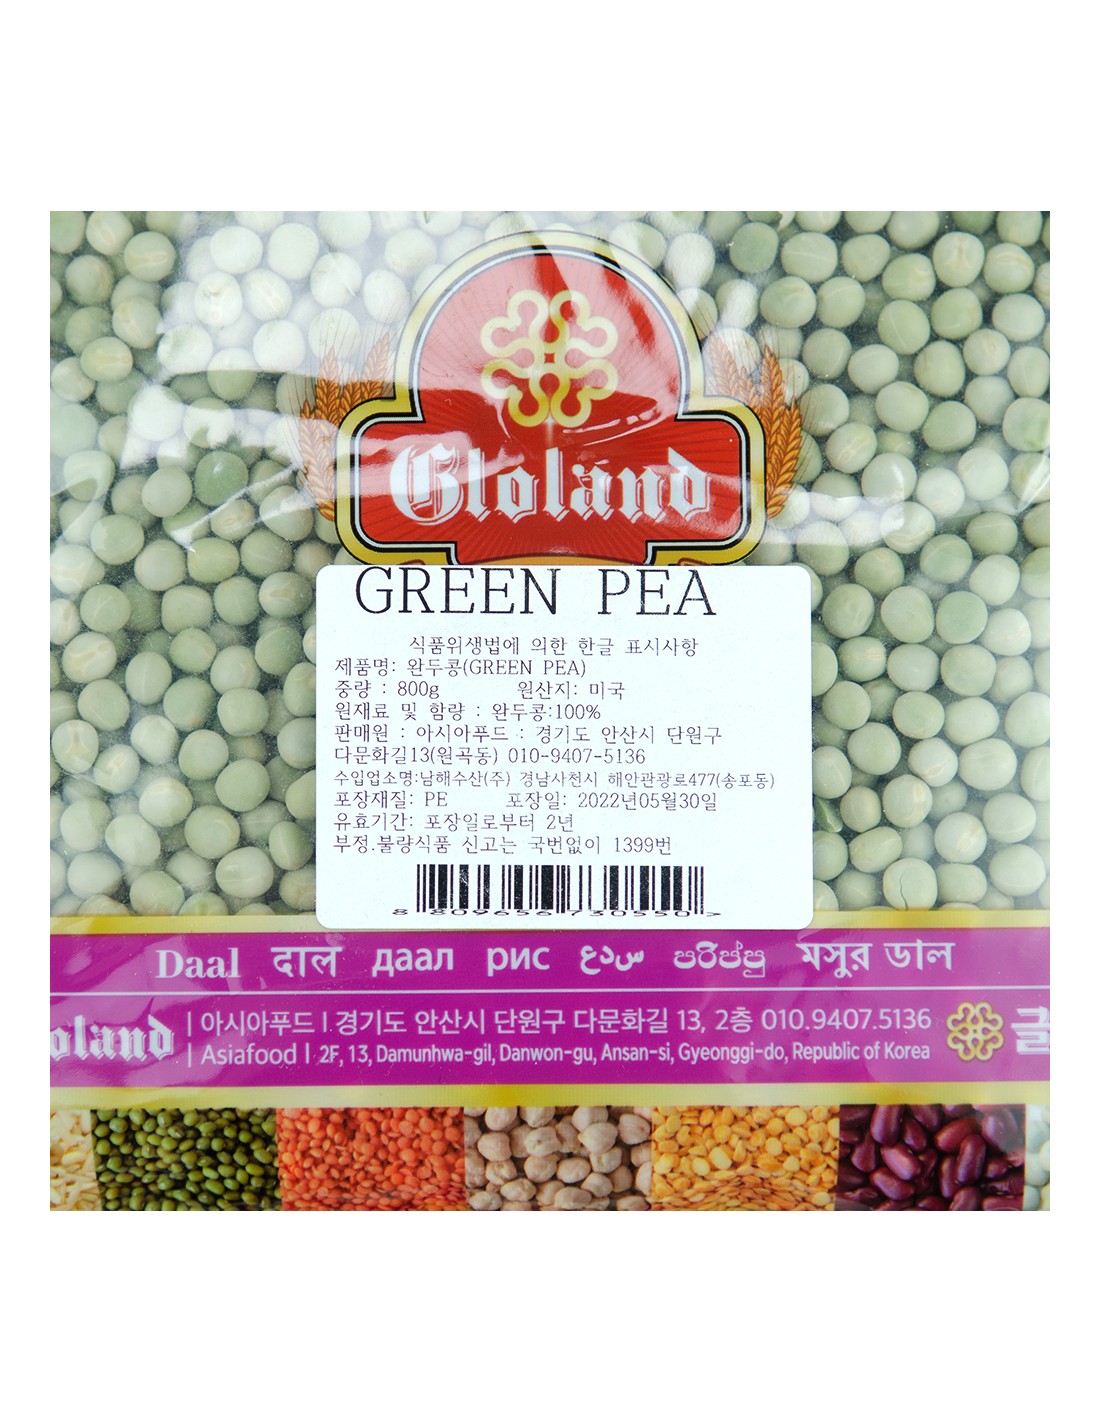 Gloland
GREEN PEA
식품위생법에 의한 한글 표시사항
제품명: 완두콩(GREEN PEA)
중량 : 800g 원산지: 미국
원재료 및 함량 : 완두콩:100%
판매원 : 아시아푸드 : 경기도 안산시 단원구
다문화길13(원곡동) 010-9407-5136
수입업소명:남해수산(주) 경남사천시 해안관광로477(송포동)
포장재질: PE 포장일: 2022년05월30일
유효기간: 포장일로부터 2년
부정.불량식품 신고는 국번없이 1399번
8 809656 730550 >
Daal दाल даал рис سدعد පරිප්පු মসুর ডাল
oland | 아시아푸드 | 경기도 안산시 단원구 다문화길 13, 2층 010.9407.5136 글
| Asiafood | 2F, 13, Damunhwa-gil, Danwon-gu, Ansan-si, Gyeonggi-do, Republic of Korea